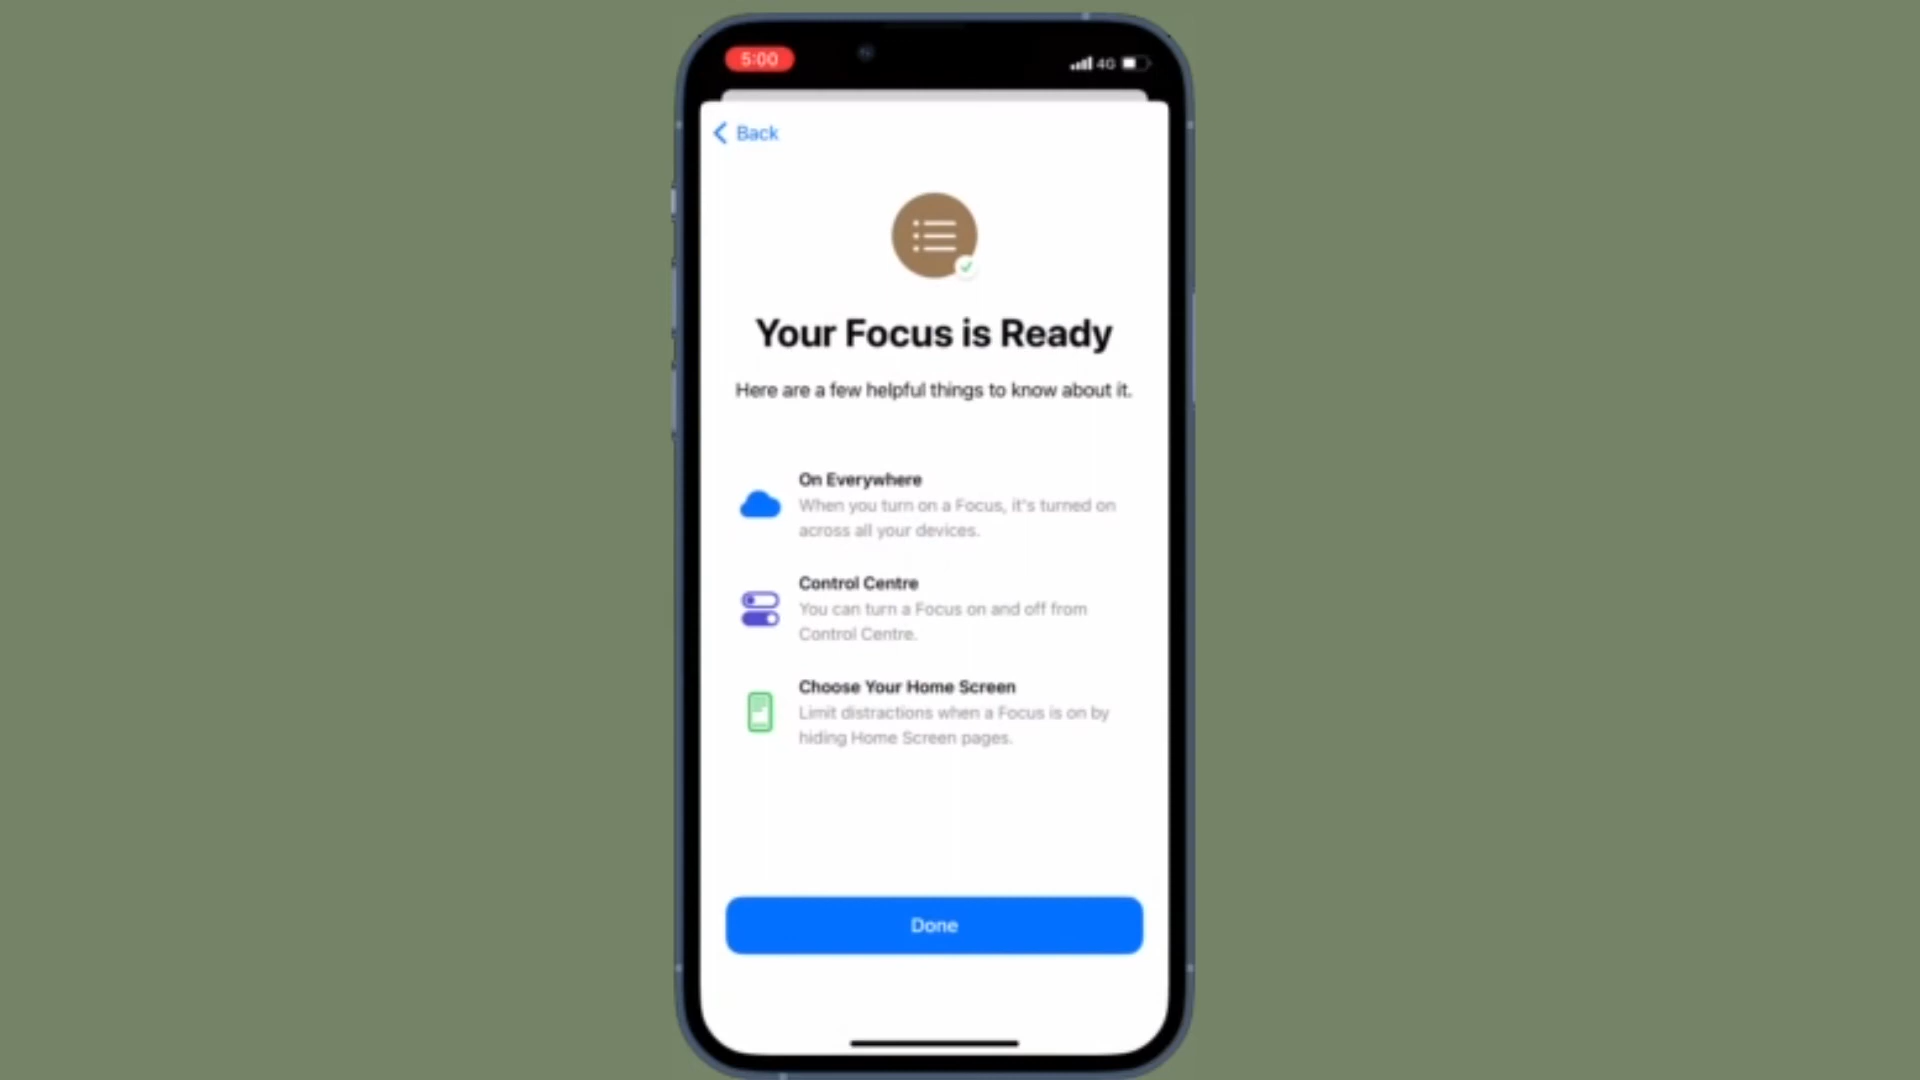 5:00
4G
Back
Your Focus is Ready
Here are a few helpful things to know about it.
On Everywhere
When you turn on a Focus, it's turned on
across all your devices.
Control Centre
You can turn a Focus on and off from
Control Centre.
Choose Your Home Screen
Limit distractions when a Focus is on by
hiding Home Screen pages.
Done